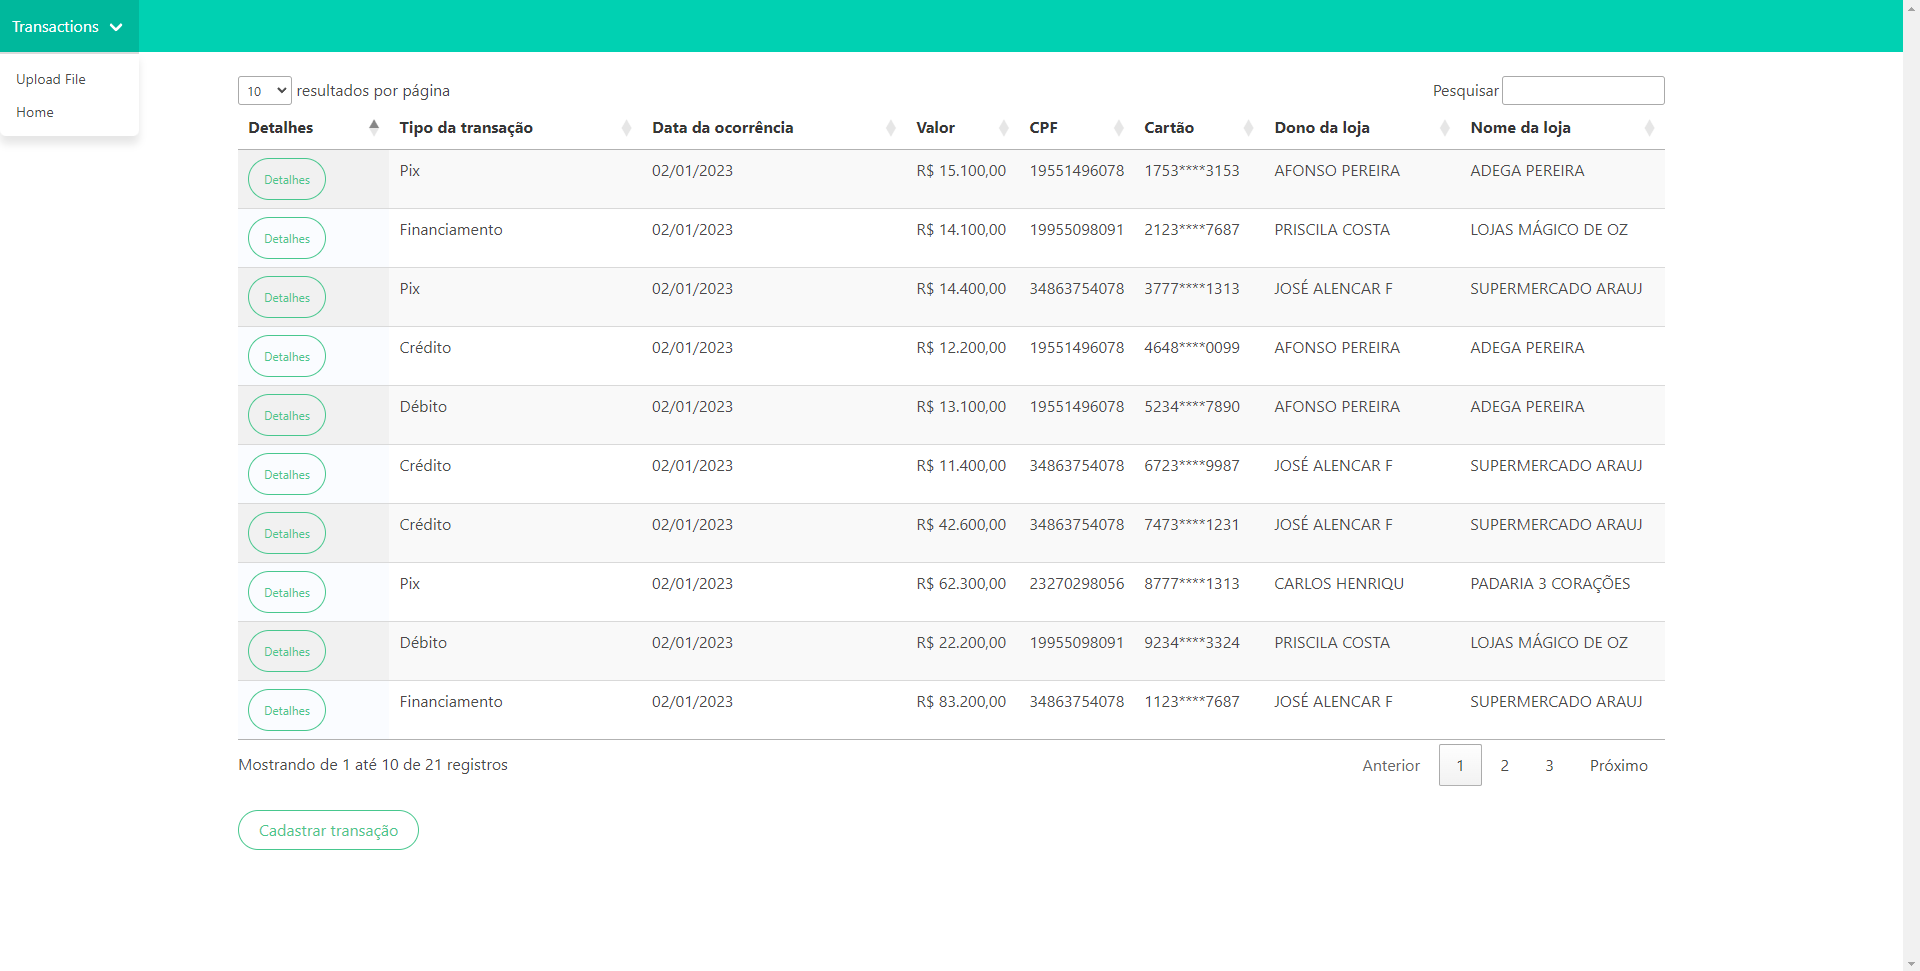 Transactions
Upload File
Home
10 resultados por página
Pesquisar
Detalhes Tipo da transação Data da ocorrência Valor CPF Cartão Dono da loja Nome da loja
Detalhes Pix 02/01/2023 R$ 15.100,00 19551496078 1753****3153 AFONSO PEREIRA ADEGA PEREIRA
Detalhes Financiamento 02/01/2023 R$ 14.100,00 19955098091 2123****7687 PRISCILA COSTA LOJAS MÁGICO DE OZ
Detalhes Pix 02/01/2023 R$ 14.400,00 34863754078 3777****1313 JOSÉ ALENCAR F SUPERMERCADO ARAUJ
Detalhes Crédito 02/01/2023 R$ 12.200,00 19551496078 4648****0099 AFONSO PEREIRA ADEGA PEREIRA
Detalhes Débito 02/01/2023 R$ 13.100,00 19551496078 5234****7890 AFONSO PEREIRA ADEGA PEREIRA
Detalhes Crédito 02/01/2023 R$ 11.400,00 34863754078 6723****9987 JOSÉ ALENCAR F SUPERMERCADO ARAUJ
Detalhes Crédito 02/01/2023 R$ 42.600,00 34863754078 7473****1231 JOSÉ ALENCAR F SUPERMERCADO ARAUJ
Detalhes Pix 02/01/2023 R$ 62.300,00 23270298056 8777****1313 CARLOS HENRIQU PADARIA 3 CORAÇÕES
Detalhes Débito 02/01/2023 R$ 22.200,00 19955098091 9234****3324 PRISCILA COSTA LOJAS MÁGICO DE OZ
Detalhes Financiamento 02/01/2023 R$ 83.200,00 34863754078 1123****7687 JOSÉ ALENCAR F SUPERMERCADO ARAUJ
Mostrando de 1 até 10 de 21 registros
Anterior 1 2 3 Próximo
Cadastrar transação